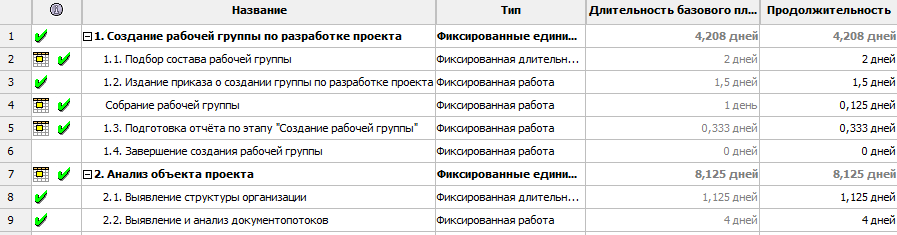 Название Тип Длительность базового пл... Продолжительность
1 1. Создание рабочей группы по разработке проекта Фиксированные едини... 4,208 дней 4,208 дней
2 1.1. Подбор состава рабочей группы Фиксированная длительн... 2 дней 2 дней
3 1.2. Издание приказа о создании группы по разработке проекта Фиксированная работа 1,5 дней 1,5 дней
4 Собрание рабочей группы Фиксированная работа 1 день 0,125 дней
5 1.3. Подготовка отчёта по этапу "Создание рабочей группы" Фиксированная работа 0,333 дней 0,333 дней
6 1.4. Завершение создания рабочей группы Фиксированная работа 0 дней 0 дней
7 2. Анализ объекта проекта Фиксированные едини... 8,125 дней 8,125 дней
8 2.1. Выявление структуры организации Фиксированная длительн... 1,125 дней 1,125 дней
9 2.2. Выявление и анализ документопотоков Фиксированная работа 4 дней 4 дней